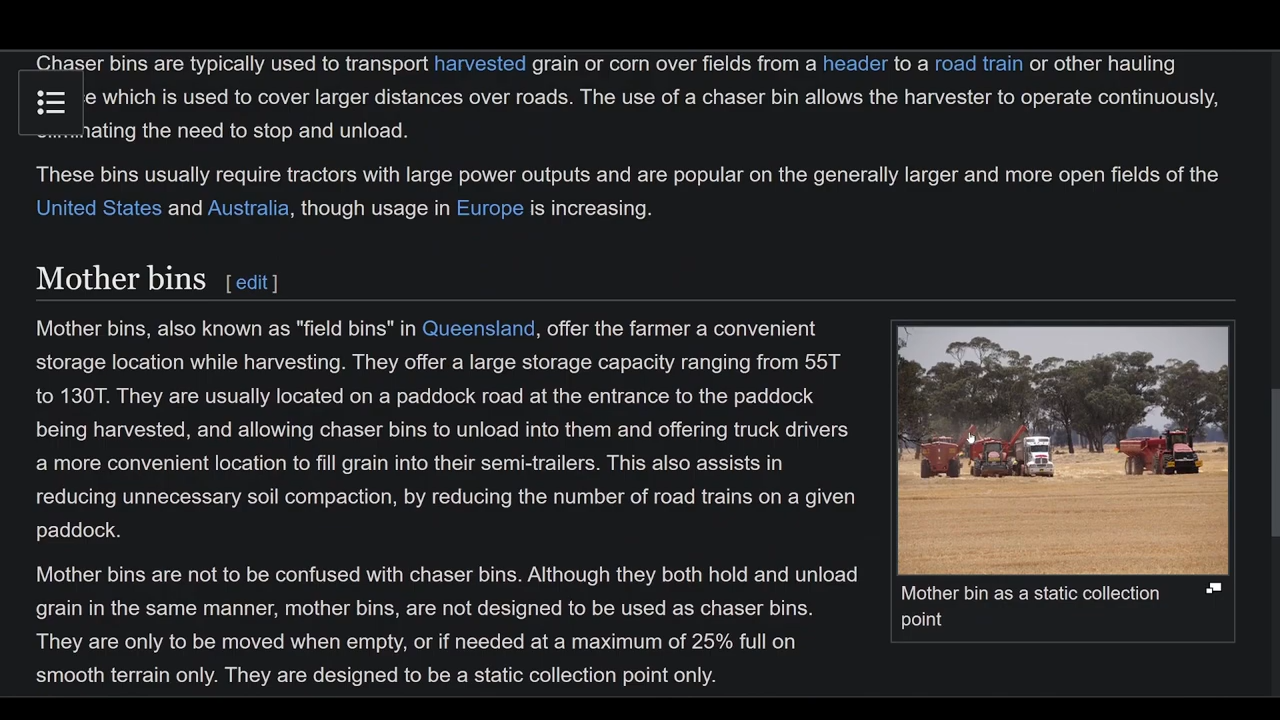 Chaser bins are typically used to transport harvested grain or corn over fields from a header to a road train or other hauling
which is used to cover larger distances over roads. The use of a chaser bin allows the harvester to operate continuously,
the need to stop and unload.
These bins usually require tractors with large power outputs and are popular on the generally larger and more open fields of the
United States and Australia, though usage in Europe is increasing.
Mother bins [ edit ]
Mother bins, also known as "field bins" in Queensland, offer the farmer a convenient
storage location while harvesting. They offer a large storage capacity ranging from 55T
to 130T. They are usually located on a paddock road at the entrance to the paddock
being harvested, and allowing chaser bins to unload into them and offering truck drivers
a more convenient location to fill grain into their semi-trailers. This also assists in
reducing unnecessary soil compaction, by reducing the number of road trains on a given
paddock.
Mother bins are not to be confused with chaser bins. Although they both hold and unload
grain in the same manner, mother bins, are not designed to be used as chaser bins.
They are only to be moved when empty, or if needed at a maximum of 25% full on
smooth terrain only. They are designed to be a static collection point only.
Mother bin as a static collection
point